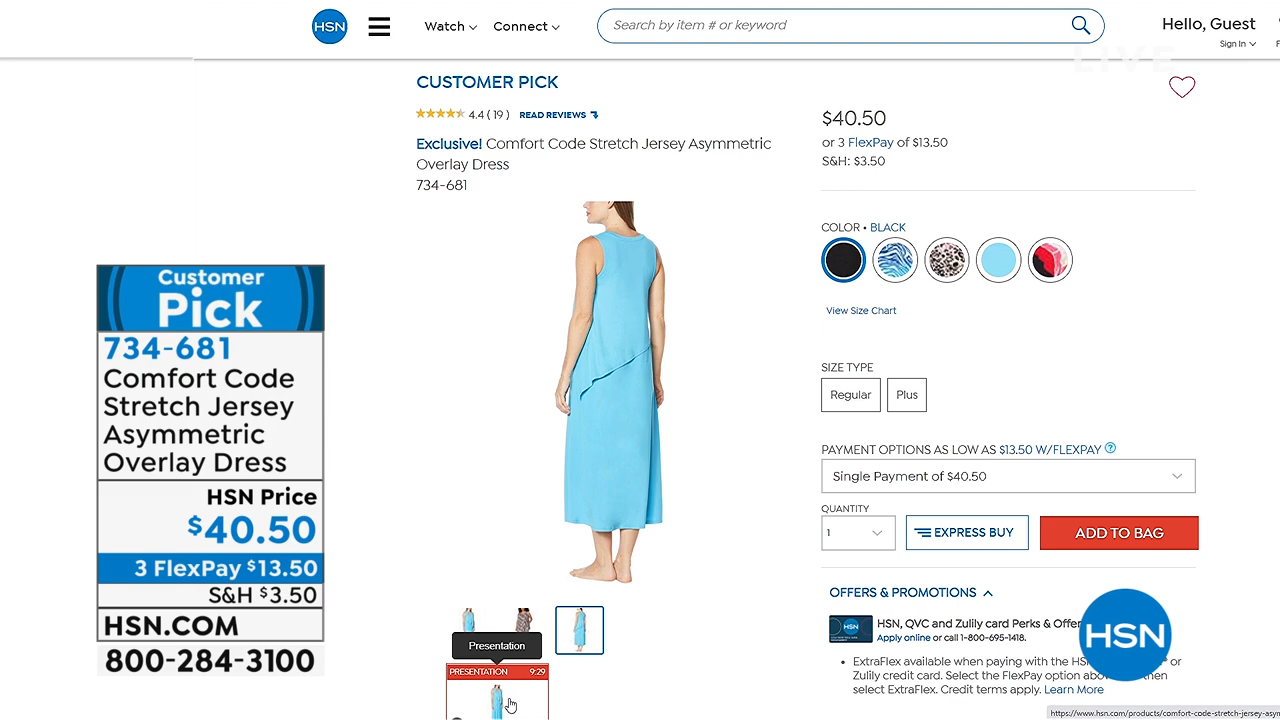 HSN
Watch
Connect
Search by item # or keyword
Hello, Guest
Sign In
LIVE
CUSTOMER PICK
4.4 (19)
READ REVIEWS
Exclusive! Comfort Code Stretch Jersey Asymmetric
Overlay Dress
734-681
$40.50
or 3 FlexPay of $13.50
S&H: $3.50
COLOR • BLACK
View Size Chart
SIZE TYPE
Regular
Plus
PAYMENT OPTIONS AS LOW AS $13.50 W/FLEXPAY ?
Single Payment of $40.50
QUANTITY
1
EXPRESS BUY
ADD TO BAG
OFFERS & PROMOTIONS
HSN
HSN, QVC and Zulily card Perks & Offer
Apply online or call 1-800-695-1418.
• ExtraFlex available when paying with the HS or
Zulily credit card. Select the FlexPay option abo hen
select ExtraFlex. Credit terms apply. Learn More
HSN
Presentation
PRESENTATION 9:29
https://www.hsn.com/products/comfort-code-stretch-jersey-asym
Customer
Pick
734-681
Comfort Code
Stretch Jersey
Asymmetric
Overlay Dress
HSN Price
$40.50
3 FlexPay $13.50
S&H $3.50
HSN.COM
800-284-3100